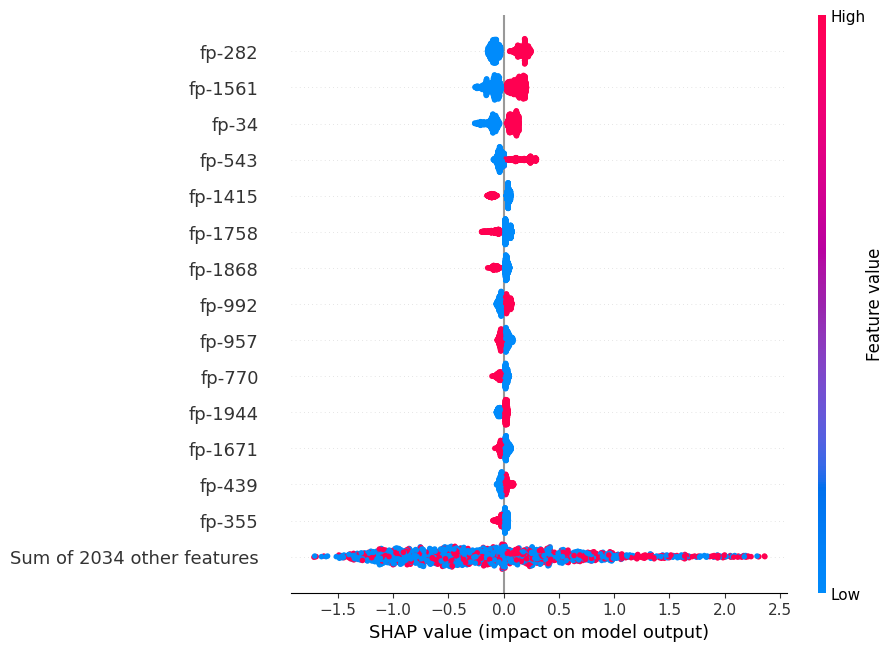 High
fp-282
fp-1561
fp-34
fp-543
fp-1415
fp-1758
fp-1868
fp-992
fp-957
fp-770
fp-1944
fp-1671
fp-439
fp-355
Sum of 2034 other features
Feature value
Low
−1.5 −1.0 −0.5 0.0 0.5 1.0 1.5 2.0 2.5
SHAP value (impact on model output)